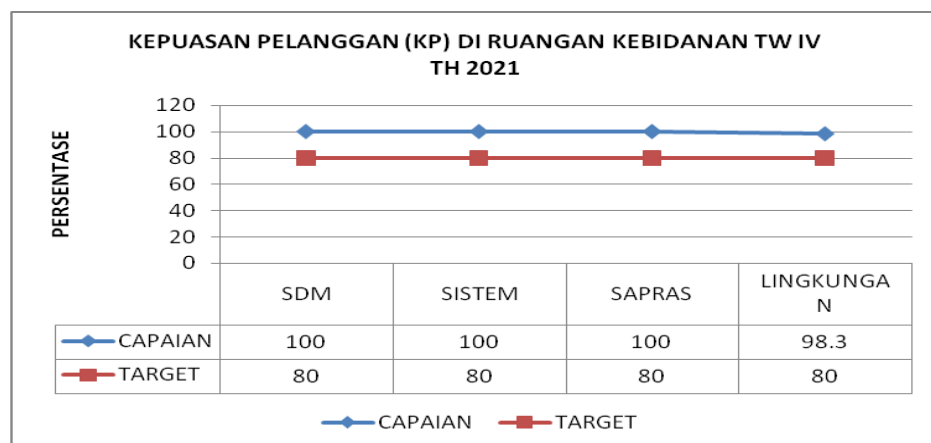 KEPUASAN PELANGGAN (KP) DI RUANGAN KEBIDANAN TW IV
TH 2021
PERSENTASE
120
100
80
60
40
20
0
SDM SISTEM SAPRAS LINGKUNGA
N
CAPAIAN 100 100 100 98.3
TARGET 80 80 80 80
CAPAIAN TARGET